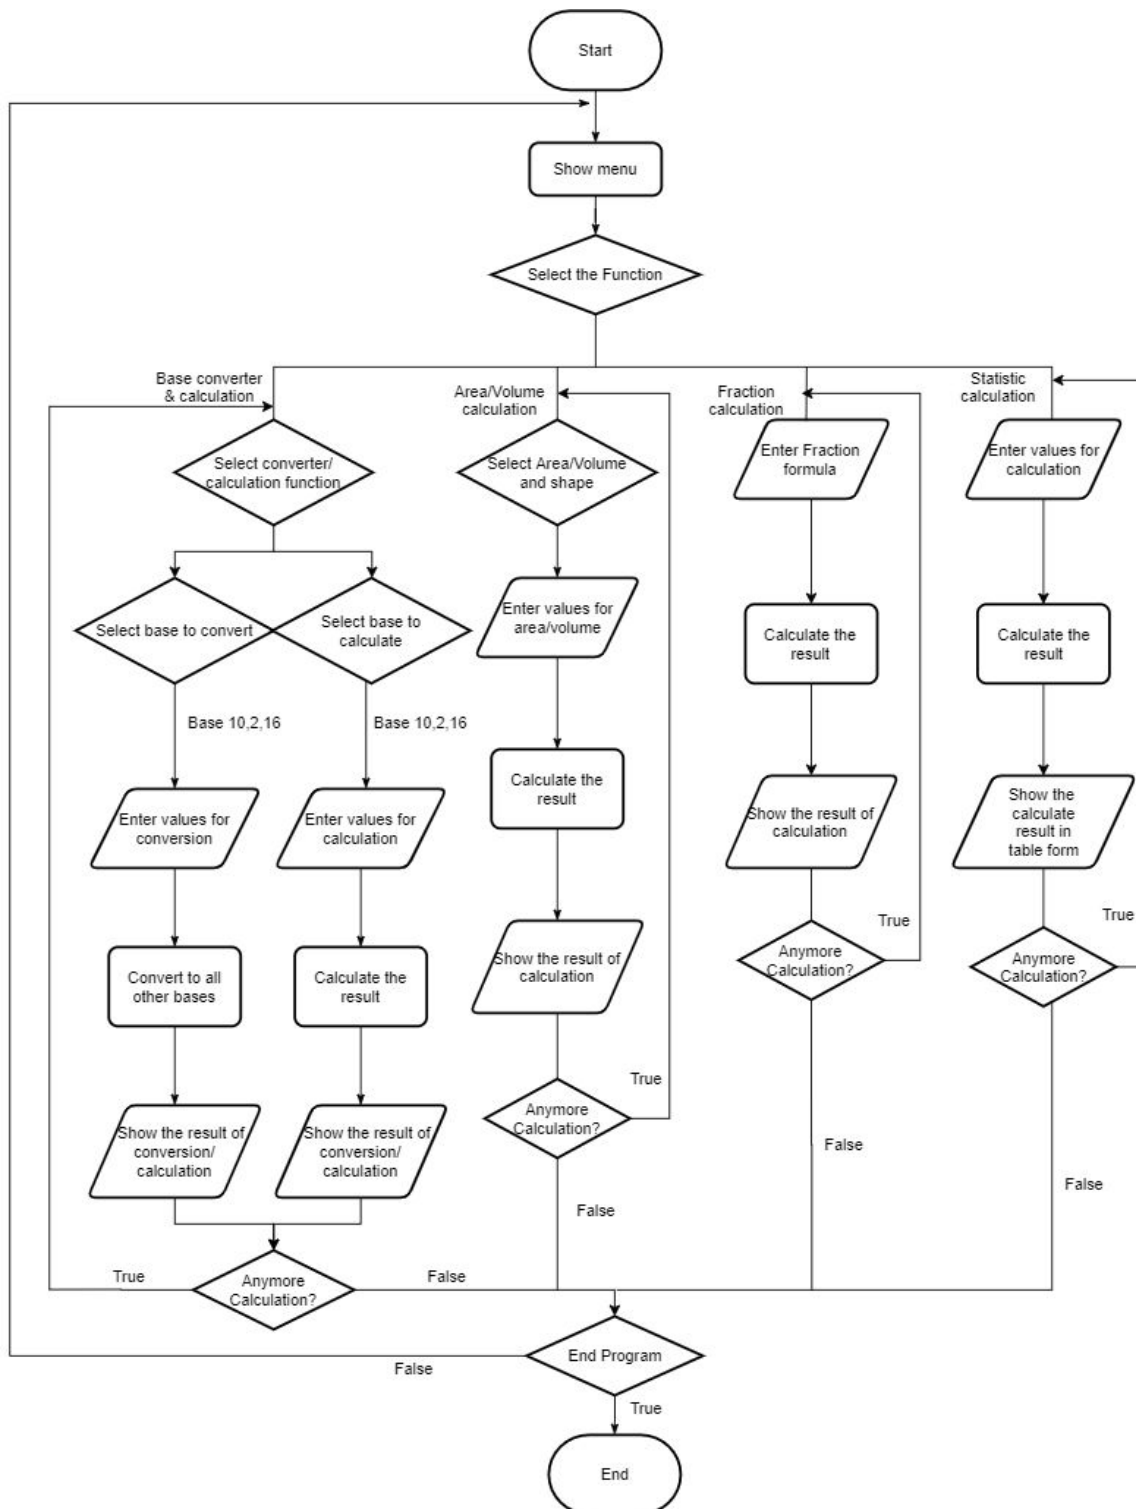 Start
Show menu
Select the Function
Base converter
& calculation
Area/Volume
calculation
Fraction
calculation
Statistic
calculation
Select converter/
calculation function
Select Area/Volume
and shape
Enter Fraction
formula
Enter values for
calculation
Select base to convert
Select base to
calculate
Enter values for
area/volume
Calculate the
result
Calculate the
result
Base 10,2,16
Base 10,2,16
Calculate the
result
Enter values for
conversion
Enter values for
calculation
Show the result of
calculation
Show the
calculate
result in
table form
True
True
Convert to all
other bases
Calculate the
result
Show the result of
calculation
Anymore
Calculation?
Anymore
Calculation?
True
Show the result of
conversion/
calculation
Show the result of
conversion/
calculation
Anymore
Calculation?
False
False
False
True
Anymore
Calculation?
False
End Program
False
True
End